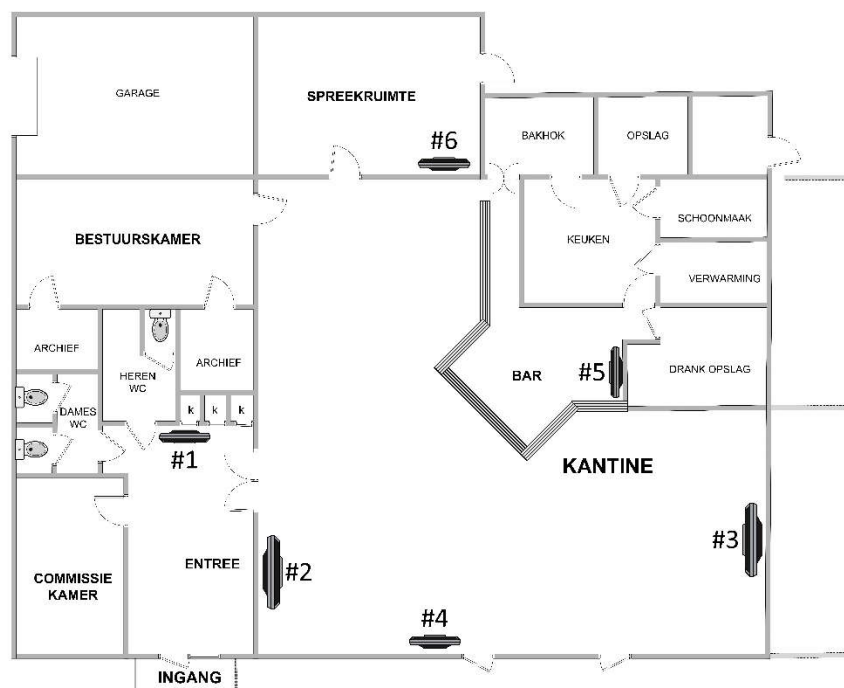 GARAGE
SPREEKRUIMTE
#6
BAKHOK
OPSLAG
BESTUURSKAMER
KEUKEN
SCHOONMAAK
VERWARMING
ARCHIEF
HEREN
WC
ARCHIEF
BAR
#5
DRANK OPSLAG
DAMES
WC
k
k
k
#1
KANTINE
#3
ENTREE
#2
COMMISSIE
KAMER
#4
INGANG